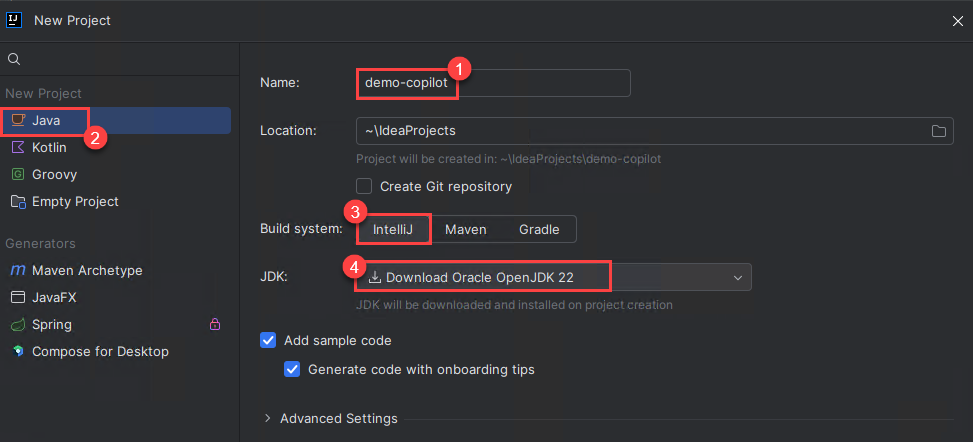 New Project
Name:
demo-copilot
1
New Project
Java
2
Kotlin
Groovy
Empty Project
Generators
Maven Archetype
JavaFX
Spring
Compose for Desktop
Location:
~\IdeaProjects
Project will be created in: ~\IdeaProjects\demo-copilot
Create Git repository
3
Build system:
IntelliJ
Maven
Gradle
4
JDK:
Download Oracle OpenJDK 22
JDK will be downloaded and installed on project creation
Add sample code
Generate code with onboarding tips
Advanced Settings